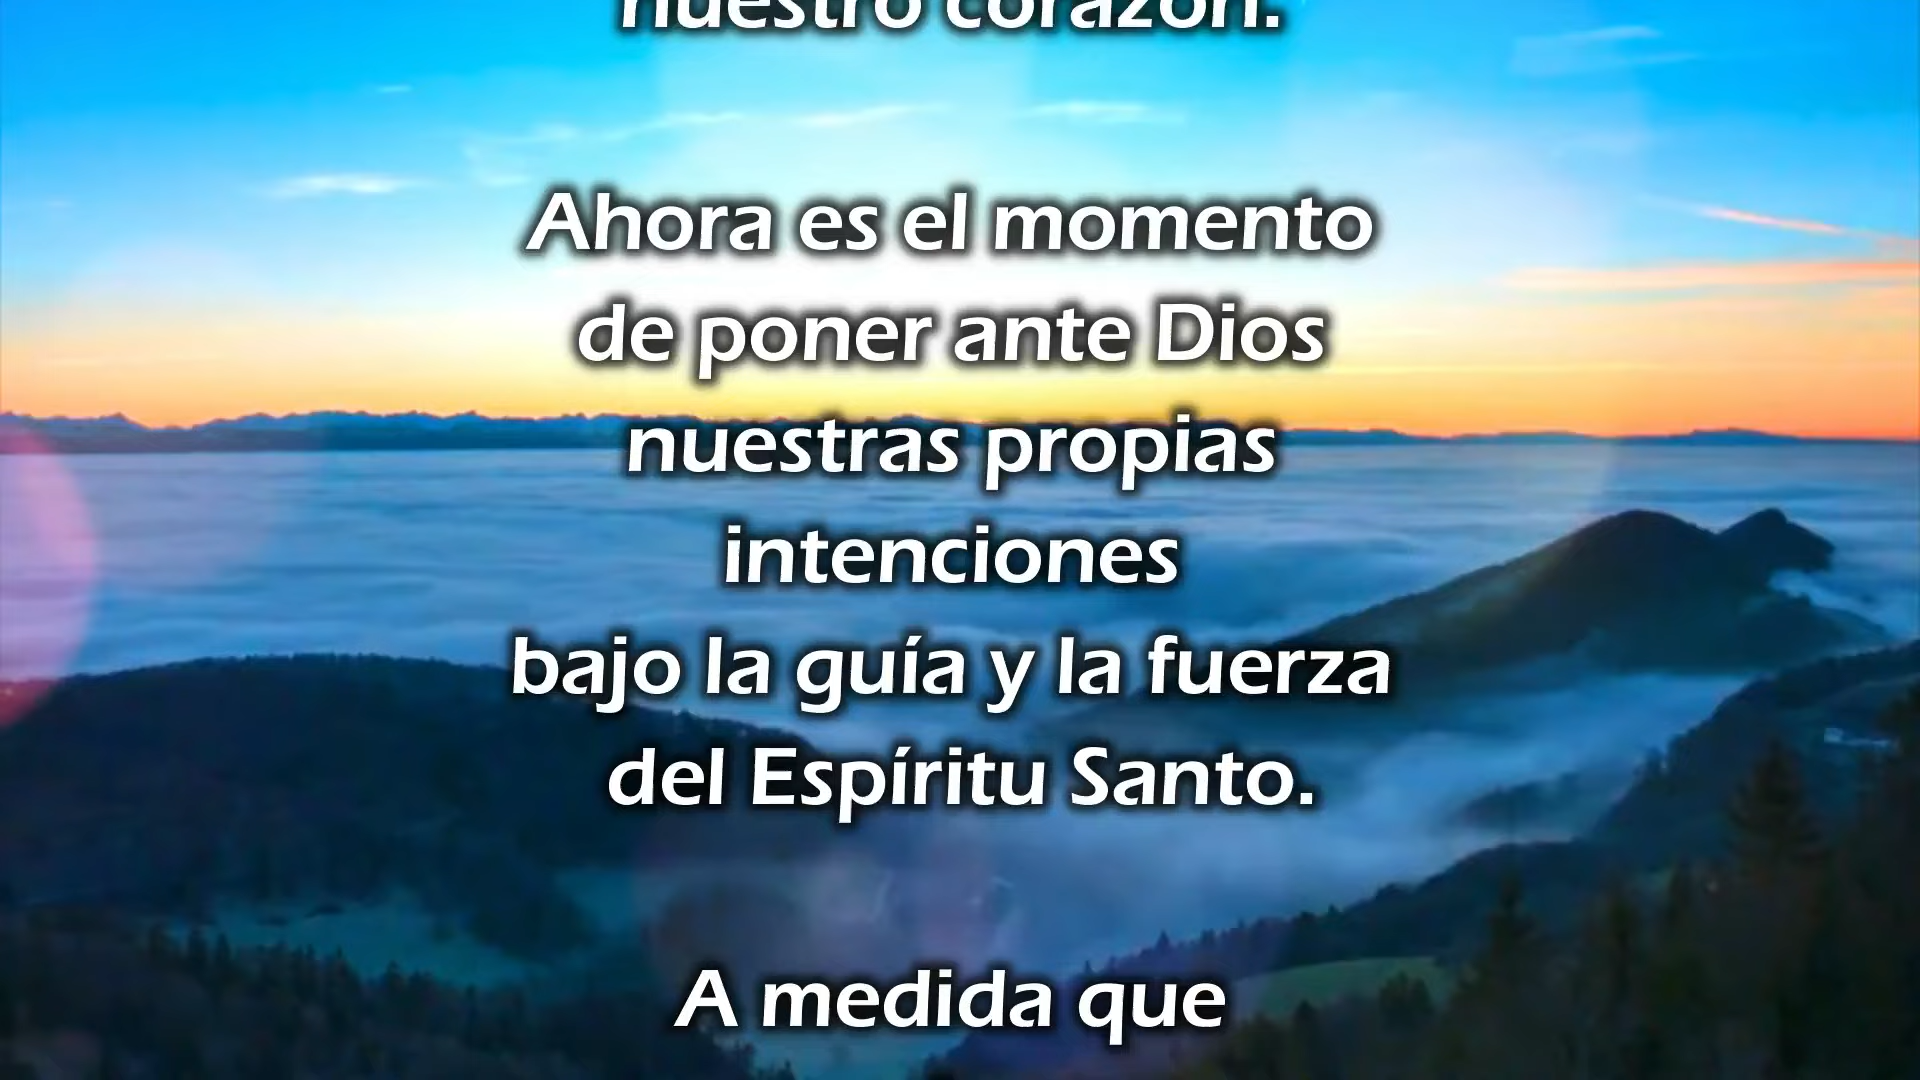 nuestro corazón.
Ahora es el momento
de poner ante Dios
nuestras propias
intenciones
bajo la guía y la fuerza
del Espíritu Santo.
A medida que